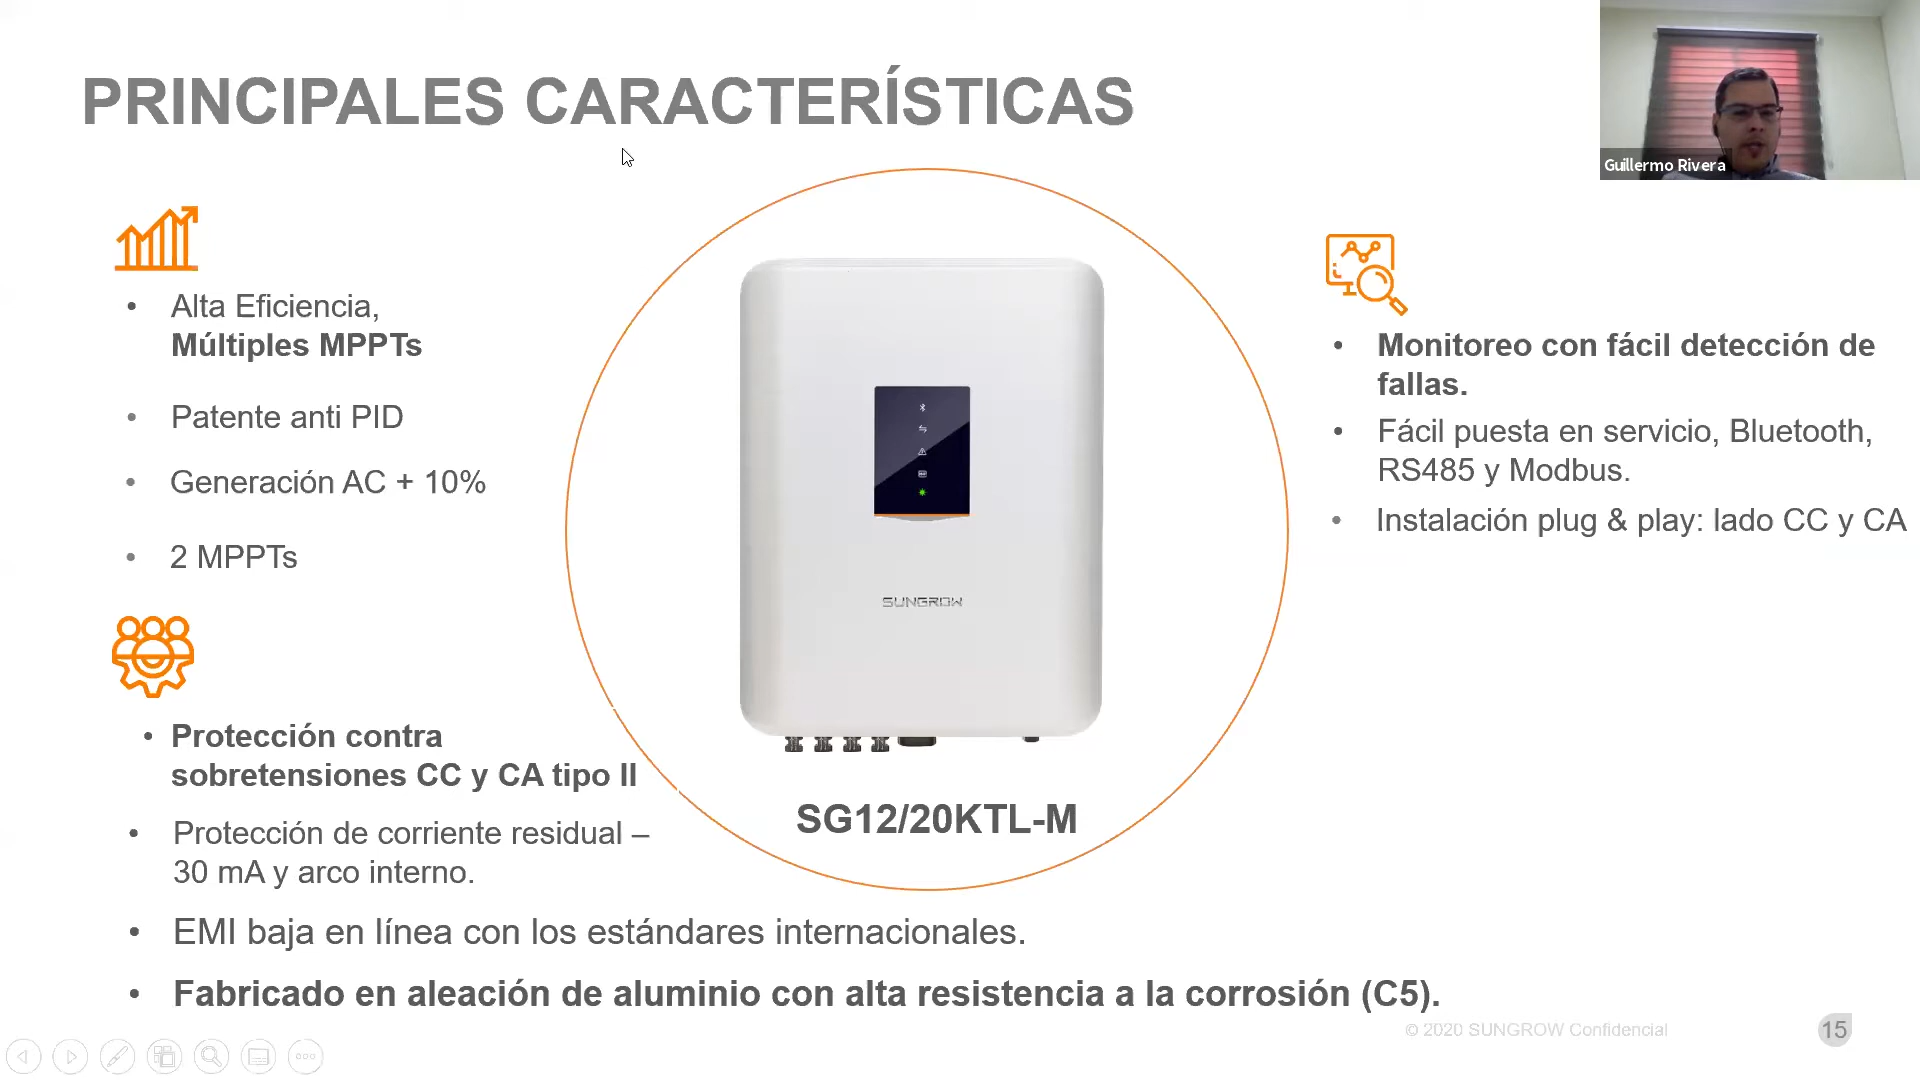 PRINCIPALES CARACTERÍSTICAS
Guillermo Rivera
• Alta Eficiencia,
Múltiples MPPTs
• Patente anti PID
• Generación AC + 10%
• 2 MPPTs
• Protección contra
sobretensiones CC y CA tipo II
• Protección de corriente residual –
30 mA y arco interno.
• EMI baja en línea con los estándares internacionales.
• Fabricado en aleación de aluminio con alta resistencia a la corrosión (C5).
SUNGROW
SG12/20KTL-M
• Monitoreo con fácil detección de
fallas.
• Fácil puesta en servicio, Bluetooth,
RS485 y Modbus.
• Instalación plug & play: lado CC y CA
© 2020 SUNGROW Confidencial
15